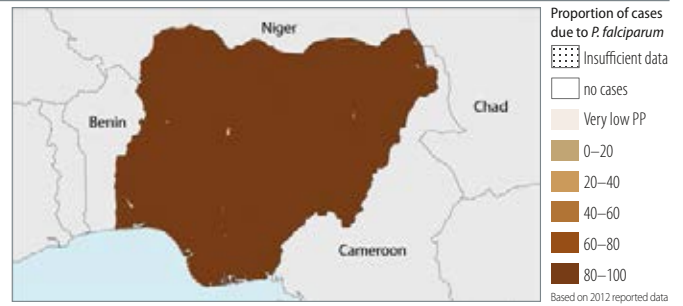 Niger
Chad
Benin
Cameroon
Proportion of cases
due to P. falciparum
Insufficient data
no cases
Very low PP
0–20
20–40
40–60
60–80
80–100
Based on 2012 reported data